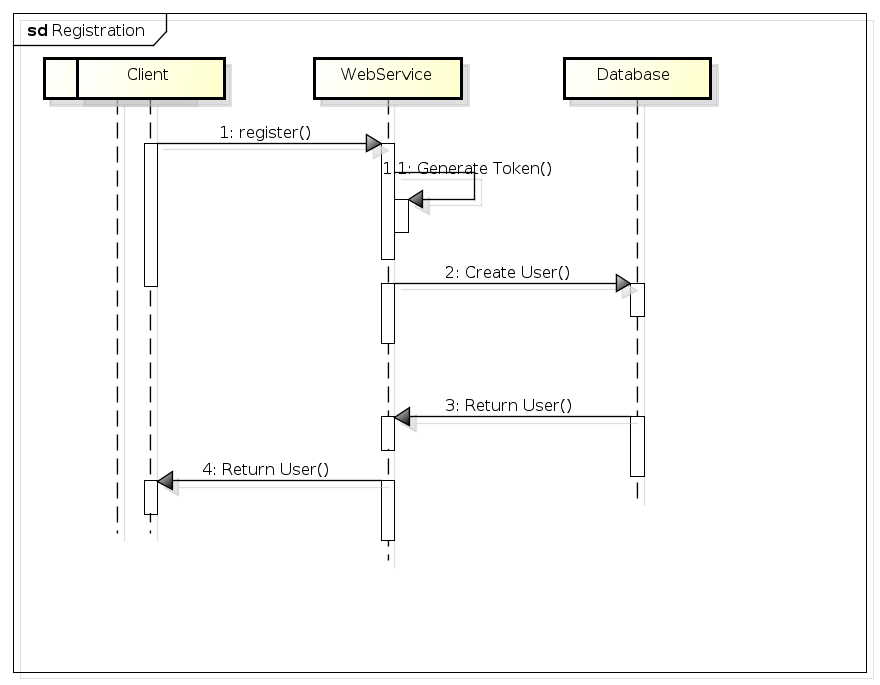 sd Registration
Client
WebService
Database
1: register()
1.1: Generate Token()
2: Create User()
3: Return User()
4: Return User()